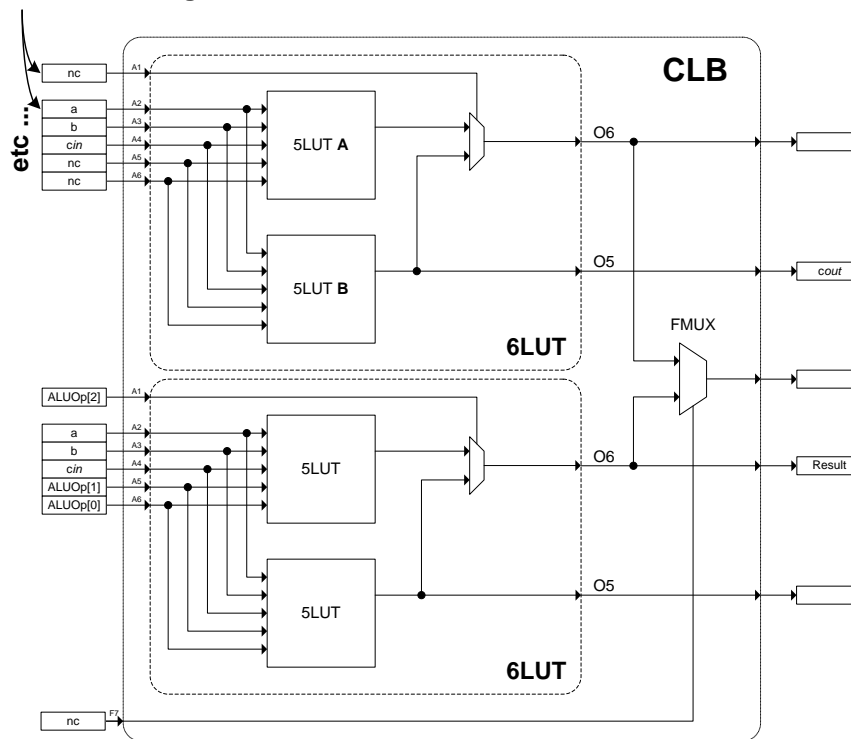 CLB
nc
A1
a
A2
b
A3
cin
A4
nc
A5
nc
A6
etc ...
5LUT A
O6
5LUT B
O5
cout
6LUT
FMUX
ALUOp[2]
A1
a
A2
b
A3
cin
A4
ALUOp[1]
A5
ALUOp[0]
A6
5LUT
O6
Result
5LUT
O5
6LUT
nc
F7